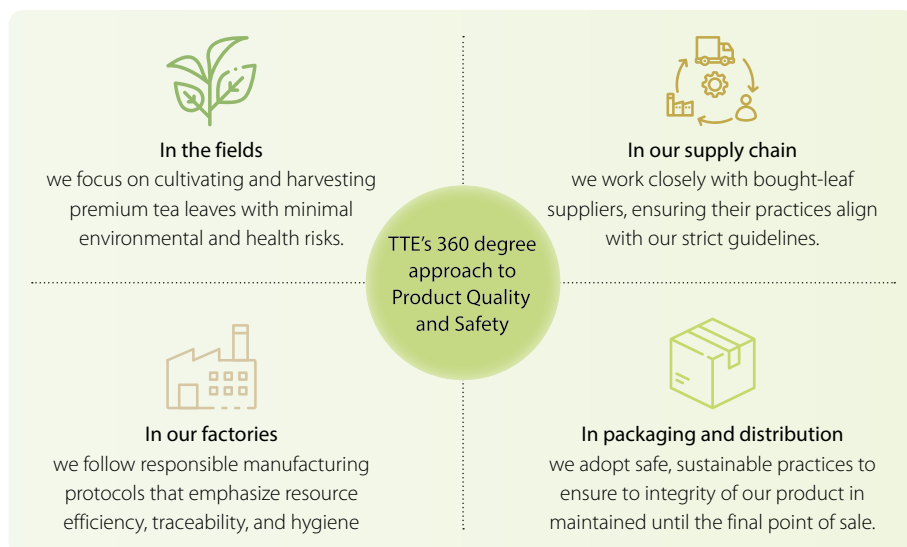 In the fields
we focus on cultivating and harvesting
premium tea leaves with minimal
environmental and health risks.
In our supply chain
we work closely with bought-leaf
suppliers, ensuring their practices align
with our strict guidelines.
TTE's 360 degree
approach to
Product Quality
and Safety
In our factories
we follow responsible manufacturing
protocols that emphasize resource
efficiency, traceability, and hygiene
In packaging and distribution
we adopt safe, sustainable practices to
ensure to integrity of our product in
maintained until the final point of sale.